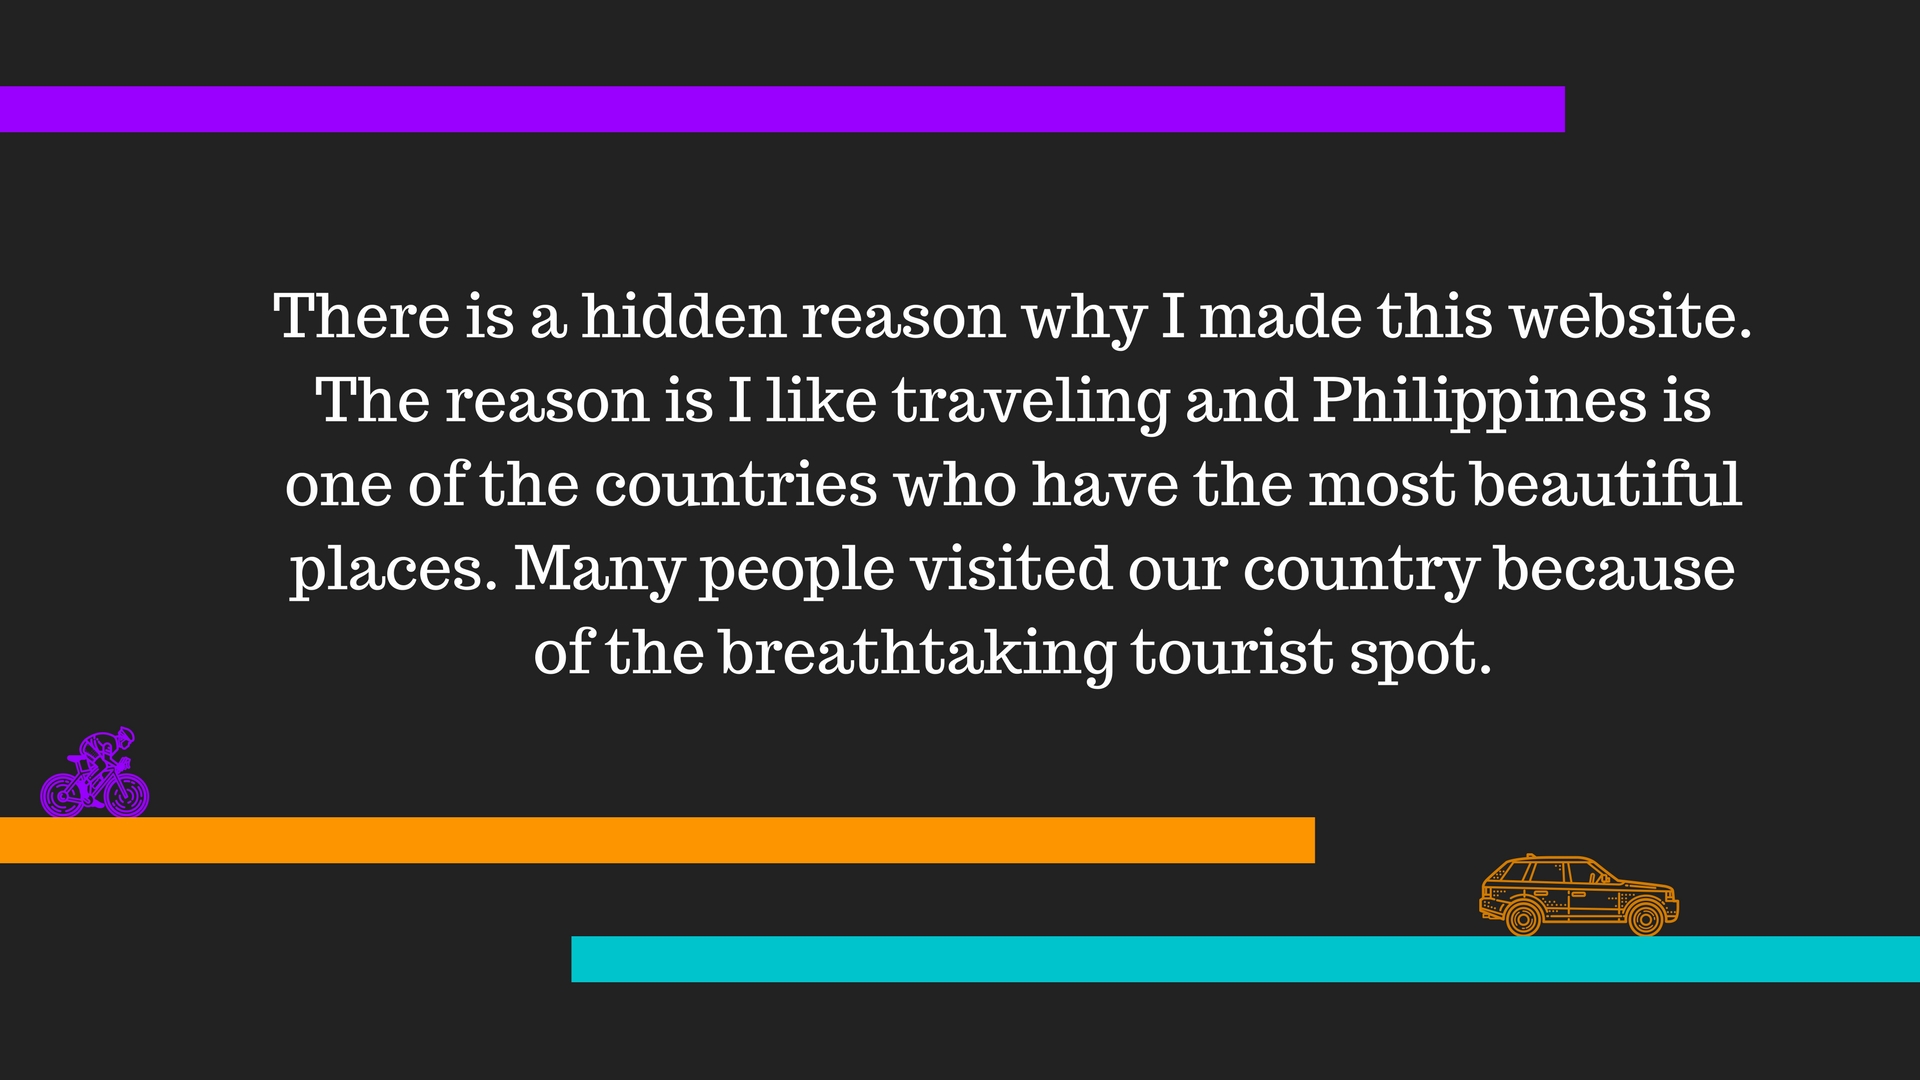 There is a hidden reason why I made this website.
The reason is I like traveling and Philippines is
one of the countries who have the most beautiful
places. Many people visited our country because
of the breathtaking tourist spot.